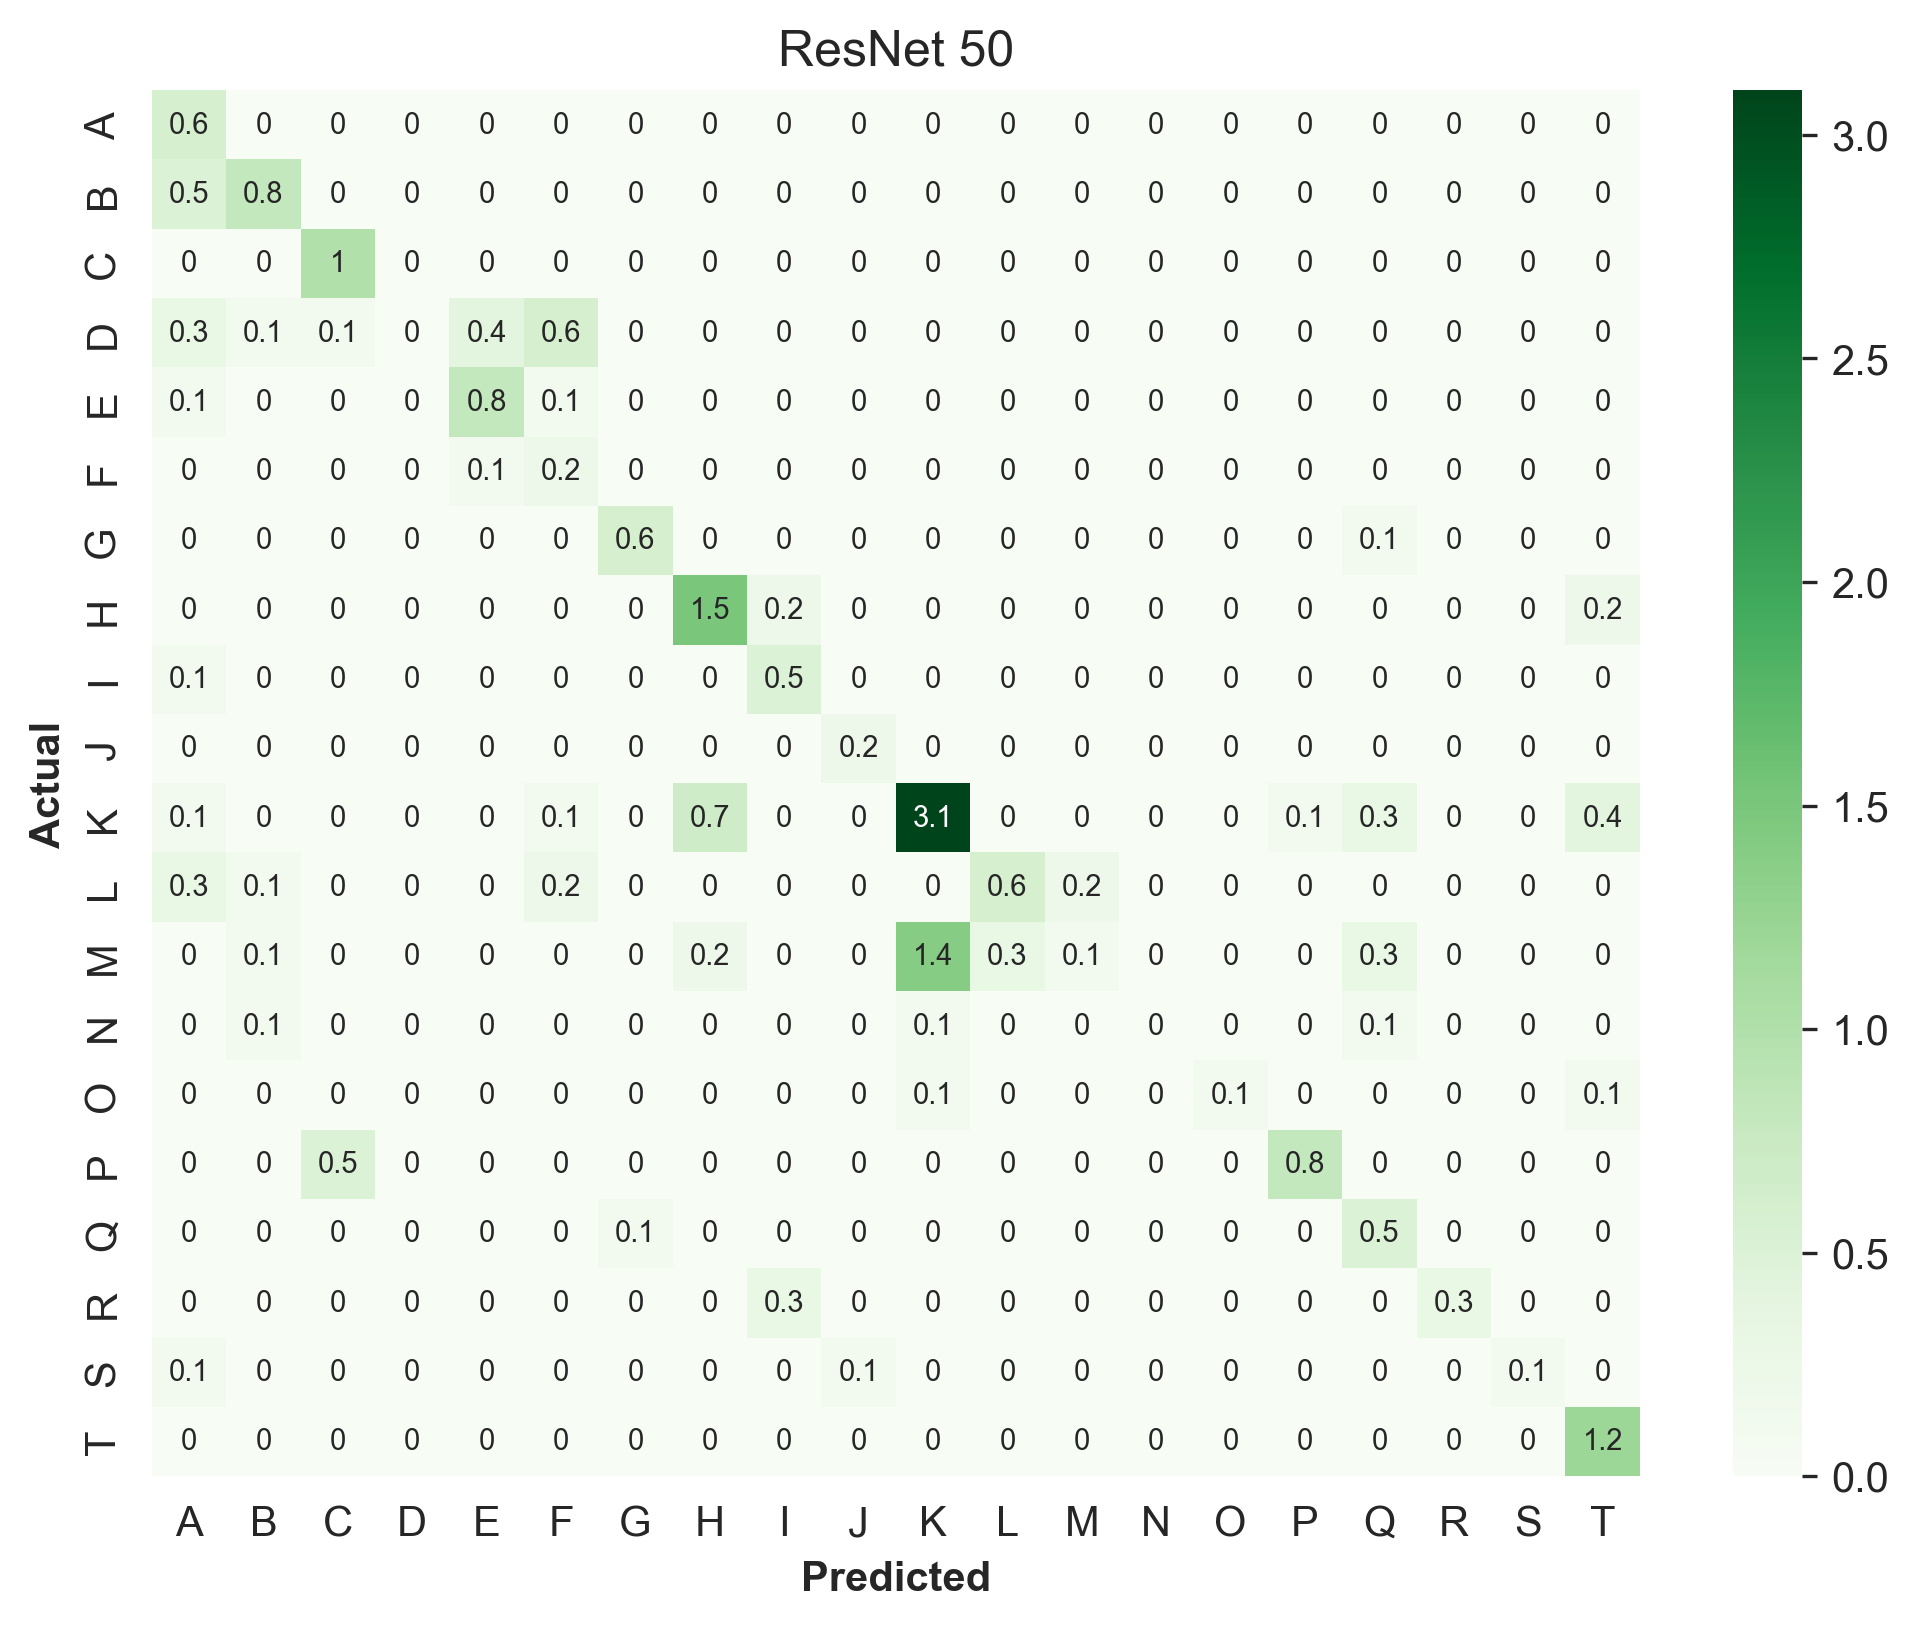 ResNet 50
A 0.6 0 0 0 0 0 0 0 0 0 0 0 0 0 0 0 0 0 0 0
B 0.5 0.8 0 0 0 0 0 0 0 0 0 0 0 0 0 0 0 0 0 0
C 0 0 1 0 0 0 0 0 0 0 0 0 0 0 0 0 0 0 0 0
D 0.3 0.1 0.1 0 0.4 0.6 0 0 0 0 0 0 0 0 0 0 0 0 0 0
E 0.1 0 0 0 0.8 0.1 0 0 0 0 0 0 0 0 0 0 0 0 0 0
F 0 0 0 0 0.1 0.2 0 0 0 0 0 0 0 0 0 0 0 0 0 0
G 0 0 0 0 0 0 0.6 0 0 0 0 0 0 0 0 0 0.1 0 0 0
H 0 0 0 0 0 0 0 1.5 0.2 0 0 0 0 0 0 0 0 0 0 0.2
I 0.1 0 0 0 0 0 0 0 0.5 0 0 0 0 0 0 0 0 0 0 0
J 0 0 0 0 0 0 0 0 0 0.2 0 0 0 0 0 0 0 0 0 0
K 0.1 0 0 0 0 0.1 0 0.7 0 0 3.1 0 0 0 0 0.1 0.3 0 0 0.4
L 0.3 0.1 0 0 0 0.2 0 0 0 0 0 0.6 0.2 0 0 0 0 0 0 0
M 0 0.1 0 0 0 0 0 0.2 0 0 1.4 0.3 0.1 0 0 0 0.3 0 0 0
N 0 0.1 0 0 0 0 0 0 0 0 0.1 0 0 0 0 0 0.1 0 0 0
O 0 0 0 0 0 0 0 0 0 0 0.1 0 0 0 0.1 0 0 0 0 0.1
P 0 0 0.5 0 0 0 0 0 0 0 0 0 0 0 0 0.8 0 0 0 0
Q 0 0 0 0 0 0 0.1 0 0 0 0 0 0 0 0 0 0.5 0 0 0
R 0 0 0 0 0 0 0 0 0.3 0 0 0 0 0 0 0 0 0.3 0 0
S 0.1 0 0 0 0 0 0 0 0 0.1 0 0 0 0 0 0 0 0 0.1 0
T 0 0 0 0 0 0 0 0 0 0 0 0 0 0 0 0 0 0 0 1.2
A B C D E F G H I J K L M N O P Q R S T
Predicted
Actual
3.0
2.5
2.0
1.5
1.0
0.5
0.0